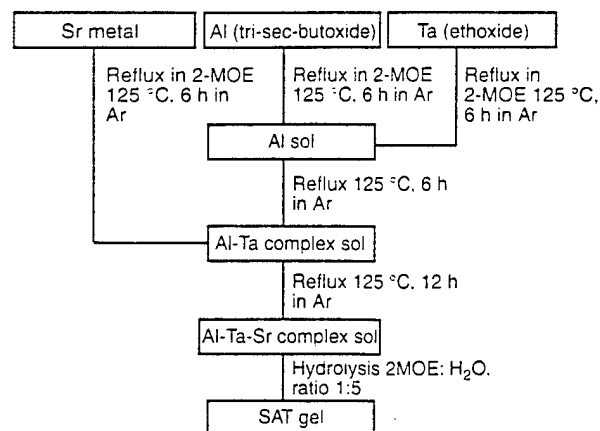 Sr metal
Al (tri-sec-butoxide)
Ta (ethoxide)
Reflux in 2-MOE
125 °C, 6 h in
Ar
Reflux in 2-MOE
125 °C, 6 h in Ar
Reflux in
2-MOE 125 °C,
6 h in Ar
Al sol
Reflux 125 °C, 6 h
in Ar
Al-Ta complex sol
Reflux 125 °C, 12 h
in Ar
Al-Ta-Sr complex sol
Hydrolysis 2MOE: H₂O,
ratio 1:5
SAT gel